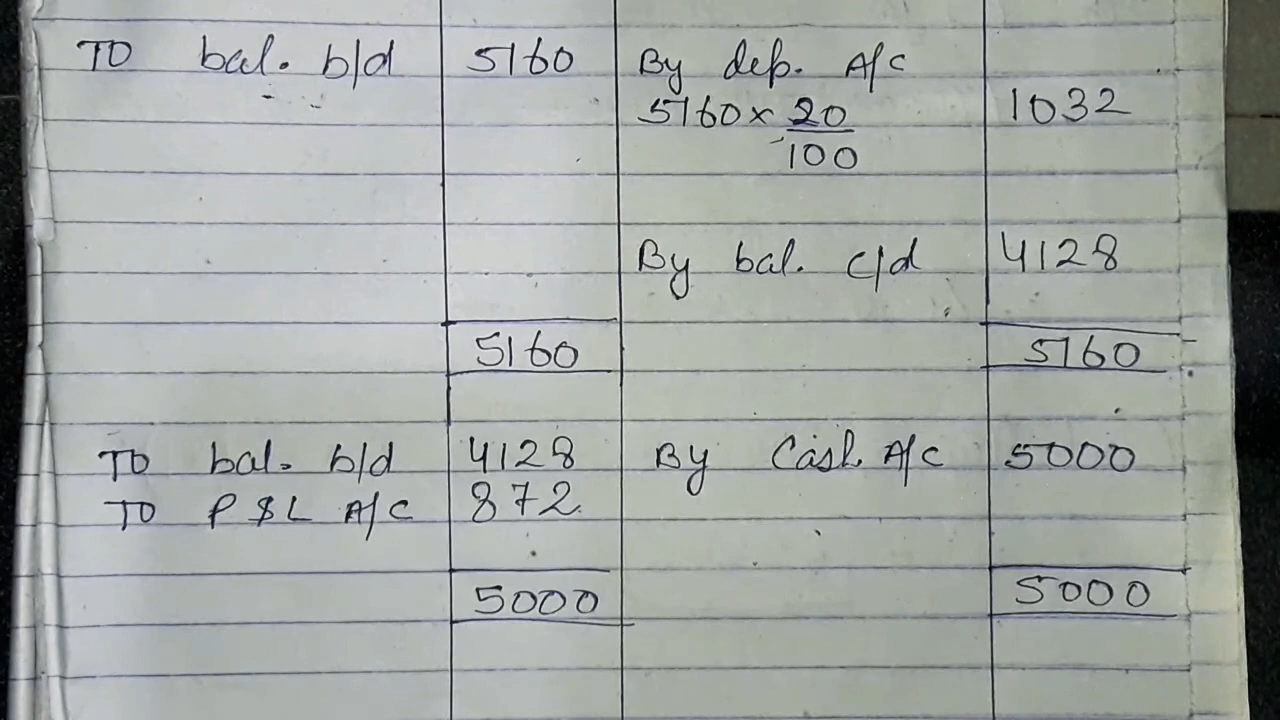 TO bal. b/d 5160 By dep. A/c
5160 × 20/100 1032
By bal. c/d 4128
5160 5160
TO bal. b/d 4128 By Cash A/c 5000
TO P$L A/c 872
5000 5000